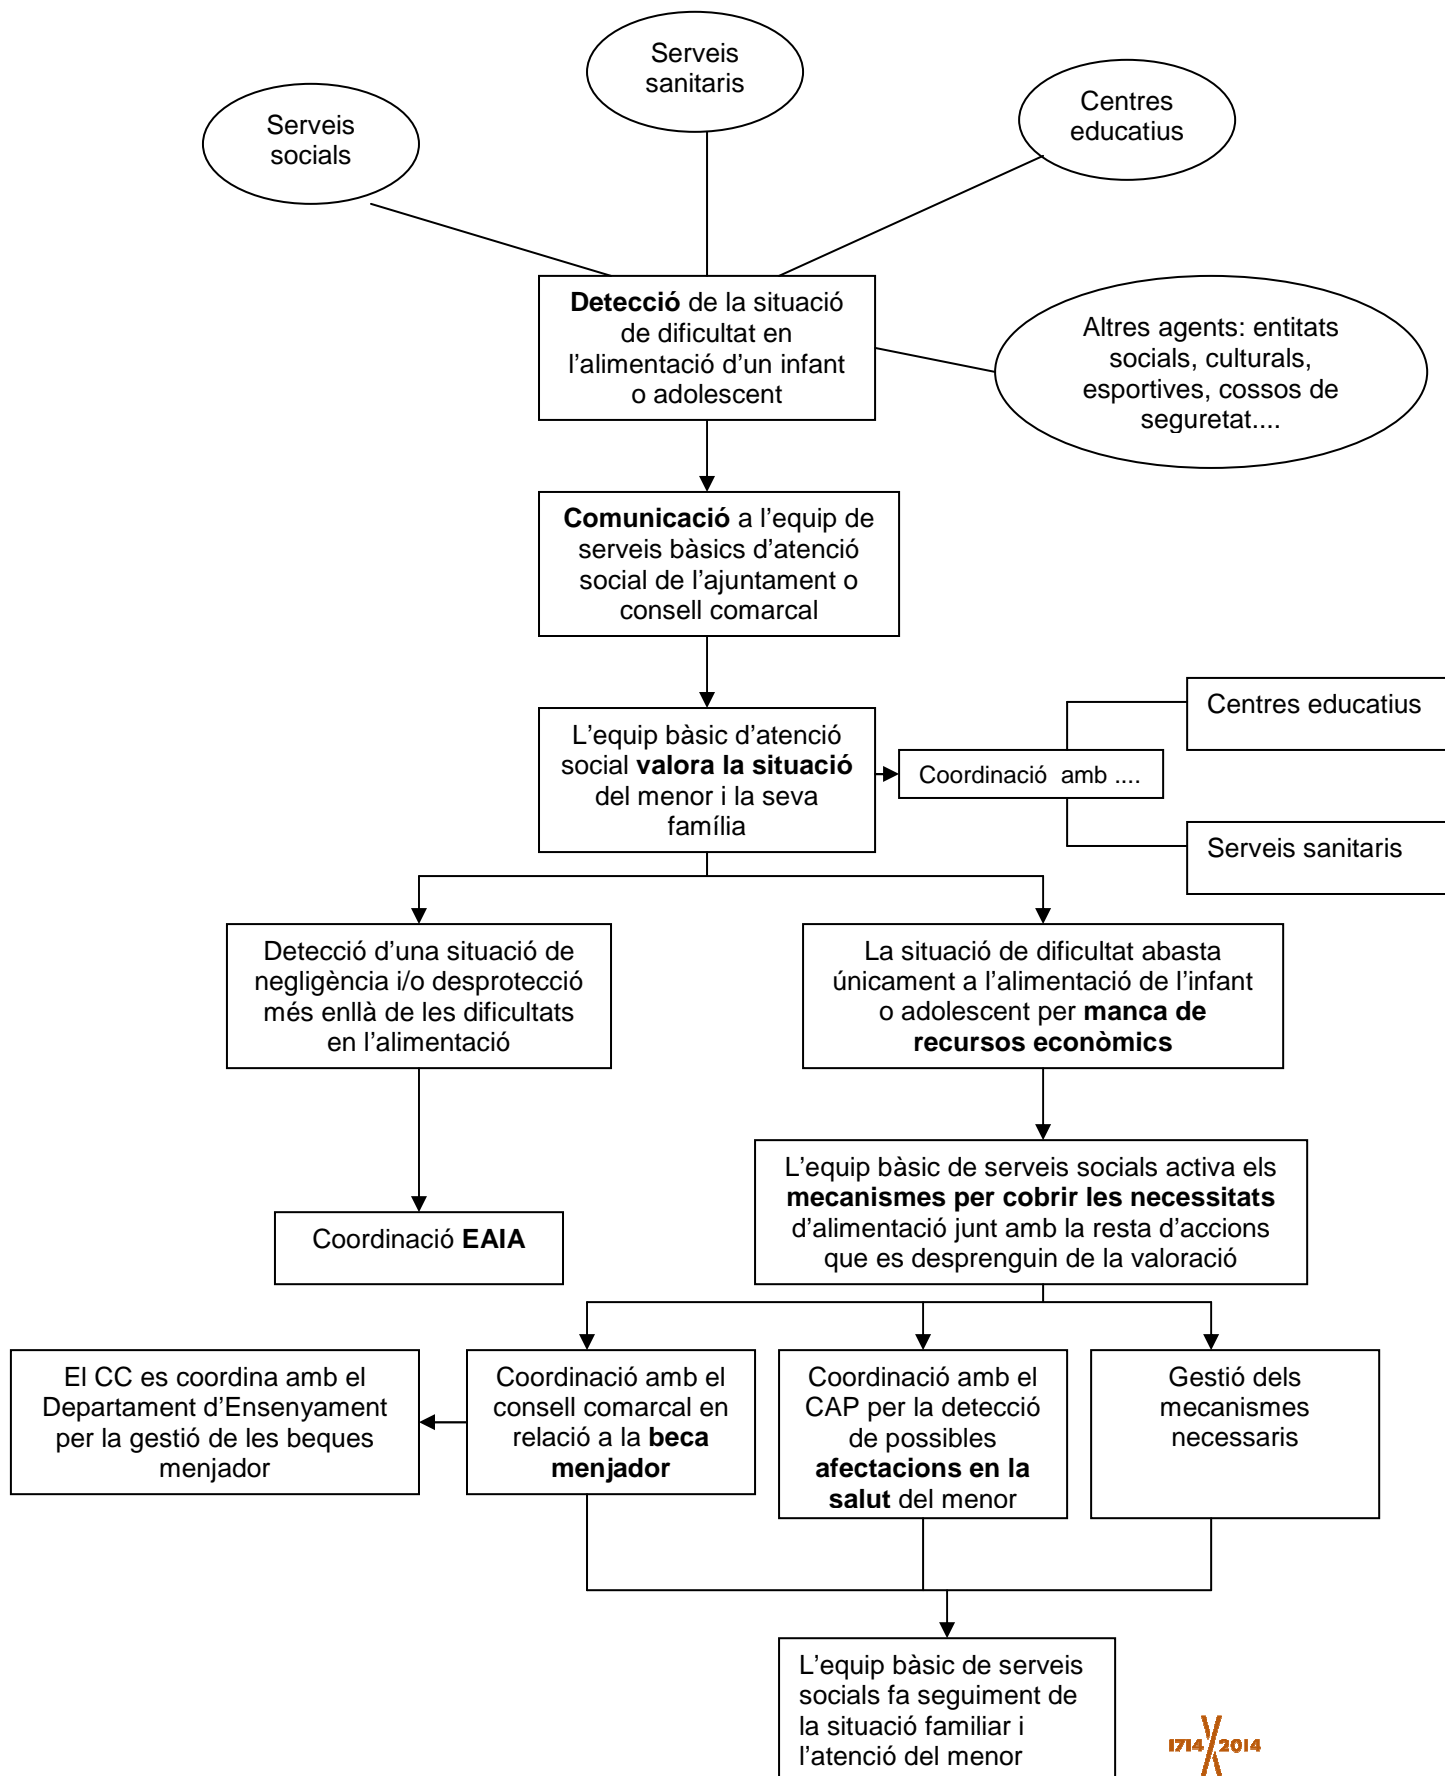 Serveis
sanitaris
Serveis
socials
Centres
educatius
Detecció de la situació
de dificultat en
l’alimentació d’un infant
o adolescent
Altres agents: entitats
socials, culturals,
esportives, cossos de
seguretat....
Comunicació a l’equip de
serveis bàsics d’atenció
social de l’ajuntament o
consell comarcal
L’equip bàsic d’atenció
social valora la situació
del menor i la seva
família
Coordinació  amb ....
Centres educatius
Serveis sanitaris
Detecció d’una situació de
negligència i/o desprotecció
més enllà de les dificultats
en l’alimentació
La situació de dificultat abasta
únicament a l’alimentació de l’infant
o adolescent per manca de
recursos econòmics
L’equip bàsic de serveis socials activa els
mecanismes per cobrir les necessitats
d’alimentació junt amb la resta d’accions
que es desprenguin de la valoració
Coordinació EAIA
El CC es coordina amb el
Departament d’Ensenyament
per la gestió de les beques
menjador
Coordinació amb el
consell comarcal en
relació a la beca
menjador
Coordinació amb el
CAP per la detecció
de possibles
afectacions en la
salut del menor
Gestió dels
mecanismes
necessaris
L’equip bàsic de serveis
socials fa seguiment de
la situació familiar i
l’atenció del menor
1714 2014